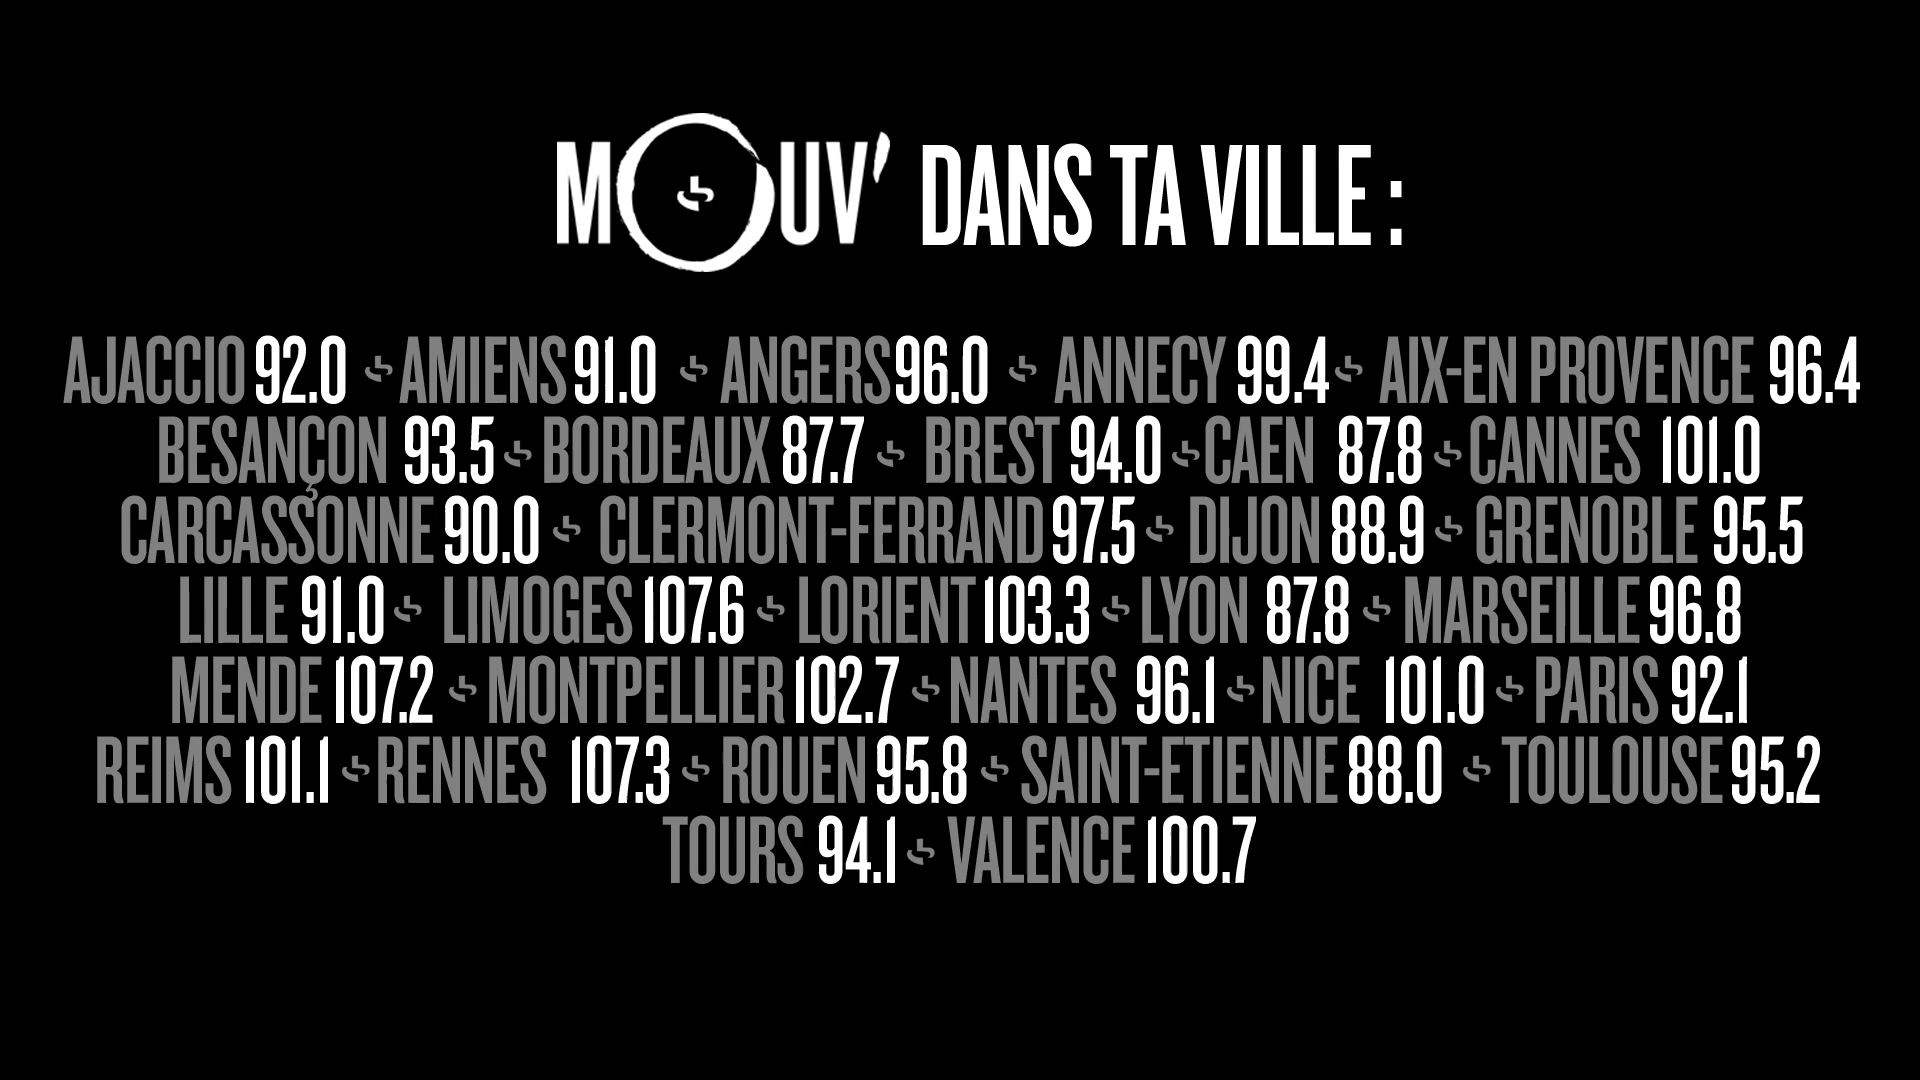 MOUV' DANS TA VILLE :
AJACCIO 92.0 AMIENS 91.0 ANGERS 96.0 ANNECY 99.4 AIX-EN PROVENCE 96.4
BESANÇON 93.5 BORDEAUX 87.7 BREST 94.0 CAEN 87.8 CANNES 101.0
CARCASSONNE 90.0 CLERMONT-FERRAND 97.5 DIJON 88.9 GRENOBLE 95.5
LILLE 91.0 LIMOGES 107.6 LORIENT 103.3 LYON 87.8 MARSEILLE 96.8
MENDE 107.2 MONTPELLIER 102.7 NANTES 96.1 NICE 101.0 PARIS 92.1
REIMS 101.1 RENNES 107.3 ROUEN 95.8 SAINT-ETIENNE 88.0 TOULOUSE 95.2
TOURS 94.1 VALENCE 100.7